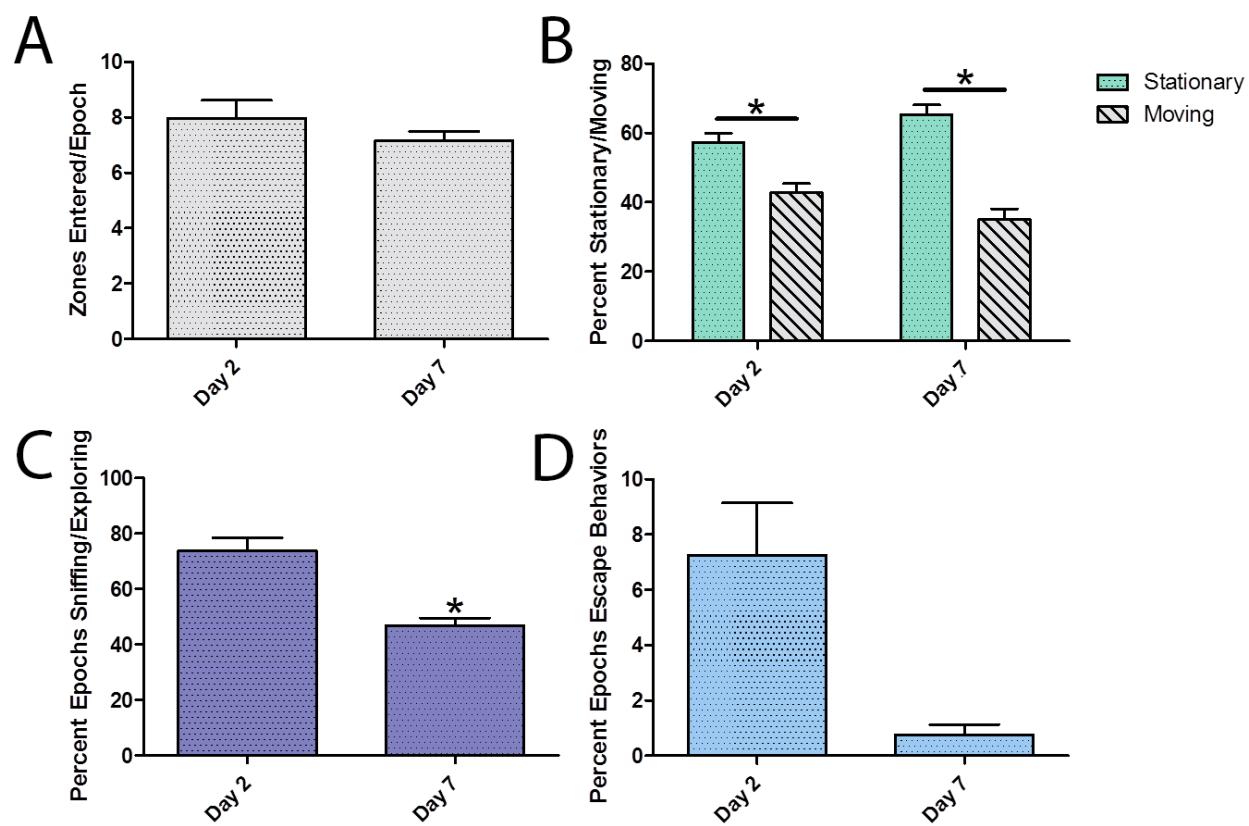 A
Zones Entered/Epoch
10
8
6
4
2
0
Day 2
Day 7
B
Percent Stationary/Moving
80
60
40
20
0
*
*
Day 2
Day 7
Stationary
Moving
C
Percent Epochs Sniffing/Exploring
100
80
60
40
20
0
*
Day 2
Day 7
D
Percent Epochs Escape Behaviors
10
8
6
4
2
0
Day 2
Day 7